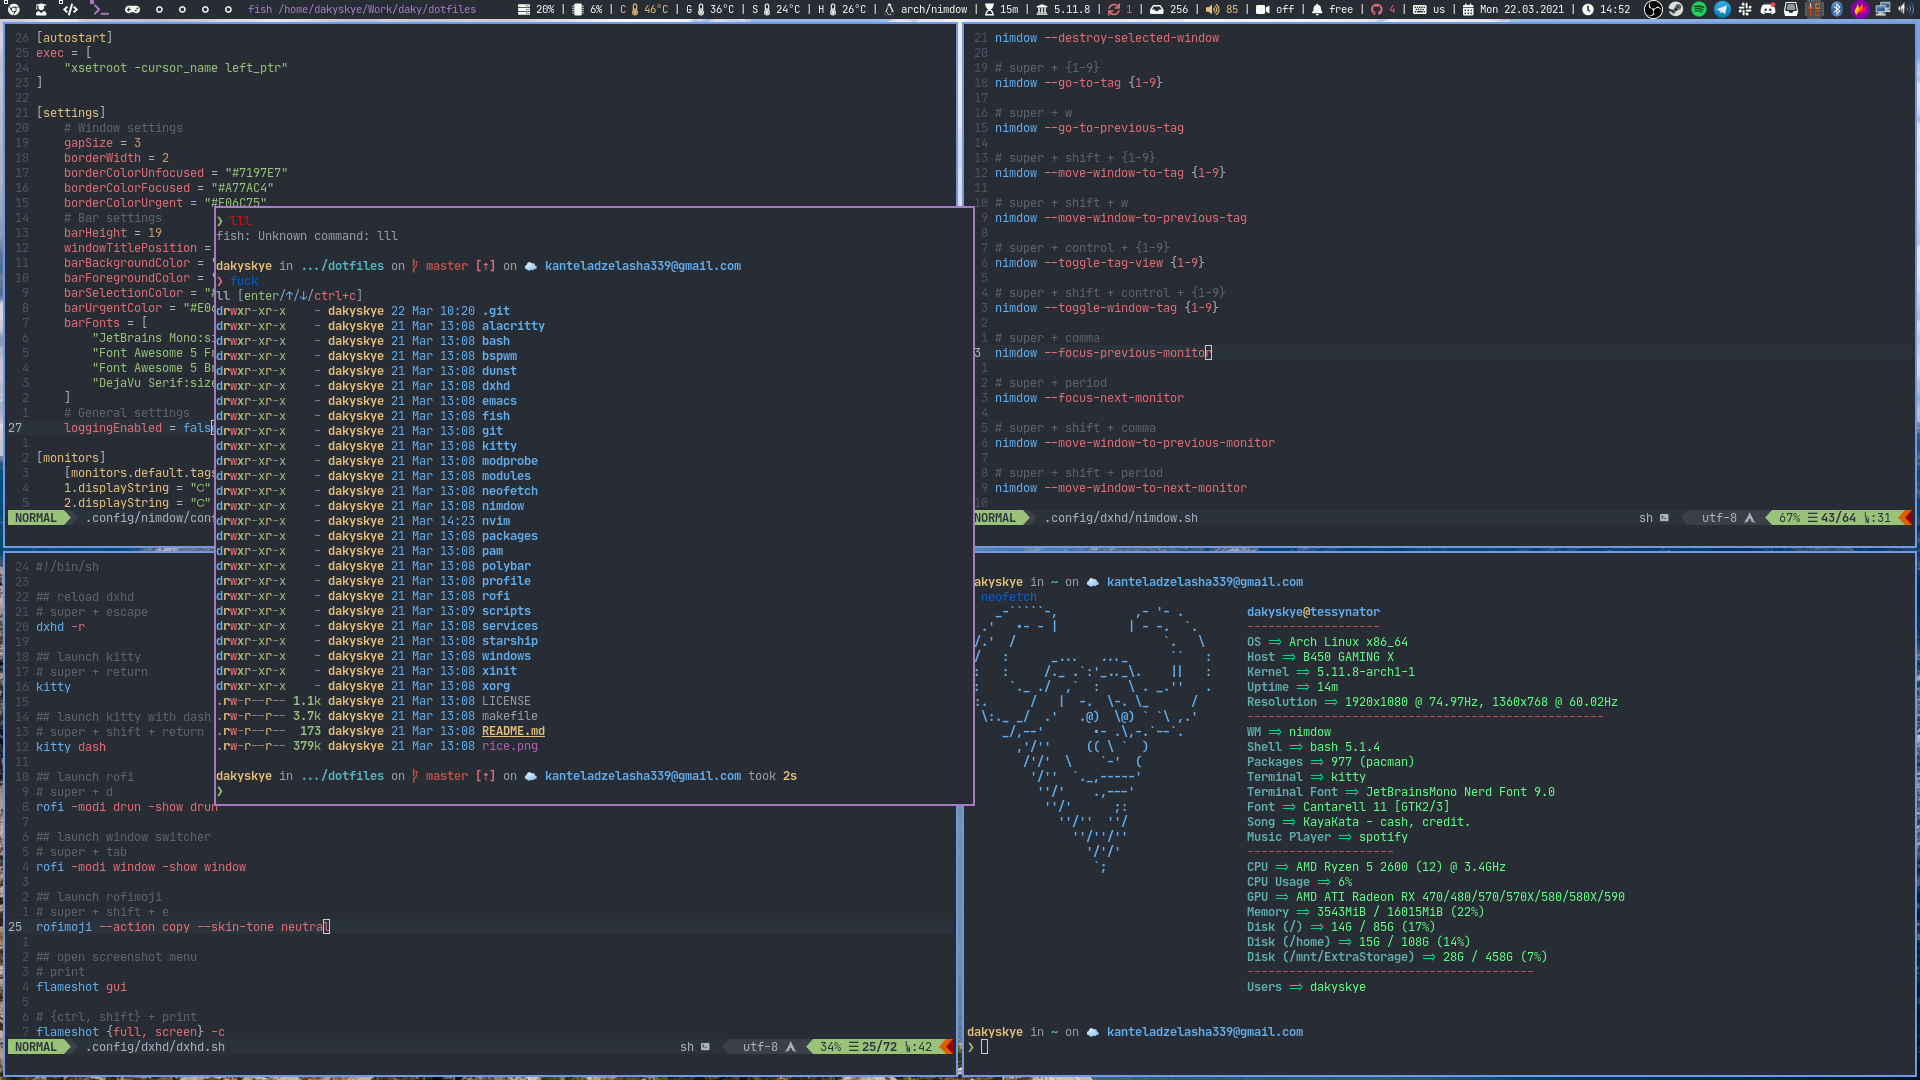 fish /home/dakyskye/Work/daky/dotfiles
20% | 6% | C 46°C | G 36°C | S 24°C | H 26°C | arch/nimdow | 15m | 5.11.8 | 1 | 256 | 85 | off | free | 4 | us | Mon 22.03.2021 | 14:52
26 [autostart]
25 exec = [
24 "xsetroot -cursor_name left_ptr"
23 ]
22
21 [settings]
20 # Window settings
19 gapSize = 3
18 borderWidth = 2
17 borderColorUnfocused = "#7197E7"
16 borderColorFocused = "#A77AC4"
15 borderColorUrgent = "#E06C75"
14 # Bar settings
13 barHeight = 19
12 windowTitlePosition =
11 barBackgroundColor =
10 barForegroundColor =
9 barSelectionColor = "#
8 barUrgentColor = "#E0
7 barFonts = [
6 "JetBrains Mono:si
5 "Font Awesome 5 Fr
4 "Font Awesome 5 Br
3 "DejaVu Serif:size
2 ]
1 # General settings
27 loggingEnabled = fals
1
2 [monitors]
3 [monitors.default.tags
4 1.displayString = "
5 2.displayString = "
NORMAL .config/nimdow/con
❯ lll
fish: Unknown command: lll
dakyskye in .../dotfiles on master [⇡] on ☁ kanteladzelasha339@gmail.com
❯ fuck
ll [enter/↑/↓/ctrl+c]
drwxr-xr-x - dakyskye 22 Mar 10:20 .git
drwxr-xr-x - dakyskye 21 Mar 13:08 alacritty
drwxr-xr-x - dakyskye 21 Mar 13:08 bash
drwxr-xr-x - dakyskye 21 Mar 13:08 bspwm
drwxr-xr-x - dakyskye 21 Mar 13:08 dunst
drwxr-xr-x - dakyskye 21 Mar 13:08 dxhd
drwxr-xr-x - dakyskye 21 Mar 13:08 emacs
drwxr-xr-x - dakyskye 21 Mar 13:08 fish
drwxr-xr-x - dakyskye 21 Mar 13:08 git
drwxr-xr-x - dakyskye 21 Mar 13:08 kitty
drwxr-xr-x - dakyskye 21 Mar 13:08 modprobe
drwxr-xr-x - dakyskye 21 Mar 13:08 modules
drwxr-xr-x - dakyskye 21 Mar 13:08 neofetch
drwxr-xr-x - dakyskye 21 Mar 13:08 nimdow
drwxr-xr-x - dakyskye 21 Mar 14:23 nvim
drwxr-xr-x - dakyskye 21 Mar 13:08 packages
drwxr-xr-x - dakyskye 21 Mar 13:08 pam
drwxr-xr-x - dakyskye 21 Mar 13:08 polybar
drwxr-xr-x - dakyskye 21 Mar 13:08 profile
drwxr-xr-x - dakyskye 21 Mar 13:08 rofi
drwxr-xr-x - dakyskye 21 Mar 13:09 scripts
drwxr-xr-x - dakyskye 21 Mar 13:08 services
drwxr-xr-x - dakyskye 21 Mar 13:08 starship
drwxr-xr-x - dakyskye 21 Mar 13:08 windows
drwxr-xr-x - dakyskye 21 Mar 13:08 xinit
drwxr-xr-x - dakyskye 21 Mar 13:08 xorg
.rw-r--r-- 1.1k dakyskye 21 Mar 13:08 LICENSE
.rw-r--r-- 3.7k dakyskye 21 Mar 13:08 makefile
.rw-r--r-- 173 dakyskye 21 Mar 13:08 README.md
.rw-r--r-- 379k dakyskye 21 Mar 13:08 rice.png
dakyskye in .../dotfiles on master [⇡] on ☁ kanteladzelasha339@gmail.com took 2s
❯
21 nimdow --destroy-selected-window
20
19 # super + {1-9}
18 nimdow --go-to-tag {1-9}
17
16 # super + w
15 nimdow --go-to-previous-tag
14
13 # super + shift + {1-9}
12 nimdow --move-window-to-tag {1-9}
11
10 # super + shift + w
9 nimdow --move-window-to-previous-tag
8
7 # super + control + {1-9}
6 nimdow --toggle-tag-view {1-9}
5
4 # super + shift + control + {1-9}
3 nimdow --toggle-window-tag {1-9}
2
1 # super + comma
3 nimdow --focus-previous-monitor
1
2 # super + period
3 nimdow --focus-next-monitor
4
5 # super + shift + comma
6 nimdow --move-window-to-previous-monitor
7
8 # super + shift + period
9 nimdow --move-window-to-next-monitor
10
NORMAL .config/dxhd/nimdow.sh sh utf-8 67% ☰ 43/64 :31
24 #!/bin/sh
23
22 ## reload dxhd
21 # super + escape
20 dxhd -r
19
18 ## launch kitty
17 # super + return
16 kitty
15
14 ## launch kitty with dash
13 # super + shift + return
12 kitty dash
11
10 ## launch rofi
9 # super + d
8 rofi -modi drun -show drun
7
6 ## launch window switcher
5 # super + tab
4 rofi -modi window -show window
3
2 ## launch rofimoji
1 # super + shift + e
25 rofimoji --action copy --skin-tone neutral
1
2 ## open screenshot menu
3 # print
4 flameshot gui
5
6 # {ctrl, shift} + print
7 flameshot {full, screen} -c
NORMAL .config/dxhd/dxhd.sh sh utf-8 34% ☰ 25/72 :42
akyskye in ~ on ☁ kanteladzelasha339@gmail.com
neofetch
dakyskye@tessynator
-------------------
OS ⇒ Arch Linux x86_64
Host ⇒ B450 GAMING X
Kernel ⇒ 5.11.8-arch1-1
Uptime ⇒ 14m
Resolution ⇒ 1920x1080 @ 74.97Hz, 1360x768 @ 60.02Hz
---------------------------------------------------
WM ⇒ nimdow
Shell ⇒ bash 5.1.4
Packages ⇒ 977 (pacman)
Terminal ⇒ kitty
Terminal Font ⇒ JetBrainsMono Nerd Font 9.0
Font ⇒ Cantarell 11 [GTK2/3]
Song ⇒ KayaKata - cash, credit.
Music Player ⇒ spotify
---------------------
CPU ⇒ AMD Ryzen 5 2600 (12) @ 3.4GHz
CPU Usage ⇒ 6%
GPU ⇒ AMD ATI Radeon RX 470/480/570/570X/580/580X/590
Memory ⇒ 3543MiB / 16015MiB (22%)
Disk (/) ⇒ 14G / 85G (17%)
Disk (/home) ⇒ 15G / 108G (14%)
Disk (/mnt/ExtraStorage) ⇒ 28G / 458G (7%)
-----------------------------------------
Users ⇒ dakyskye
dakyskye in ~ on ☁ kanteladzelasha339@gmail.com
❯